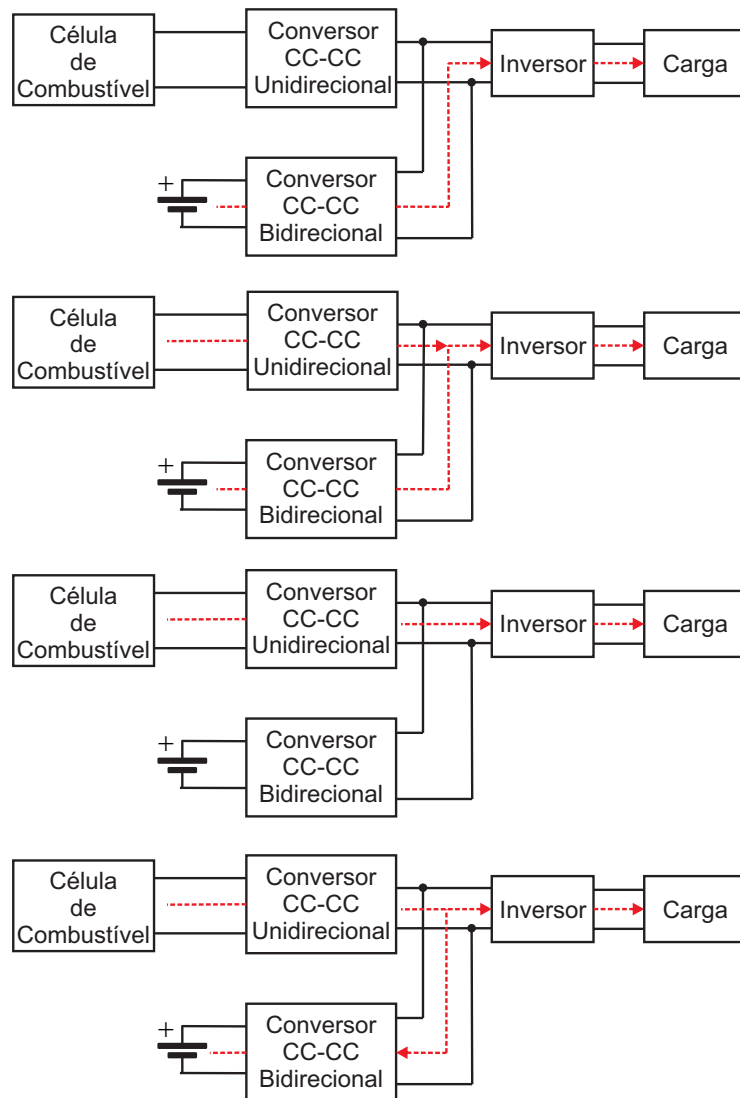 Célula
de
Combustível
Conversor
CC-CC
Unidirecional
Inversor
Carga
+
Conversor
CC-CC
Bidirecional
Célula
de
Combustível
Conversor
CC-CC
Unidirecional
Inversor
Carga
+
Conversor
CC-CC
Bidirecional
Célula
de
Combustível
Conversor
CC-CC
Unidirecional
Inversor
Carga
+
Conversor
CC-CC
Bidirecional
Célula
de
Combustível
Conversor
CC-CC
Unidirecional
Inversor
Carga
+
Conversor
CC-CC
Bidirecional